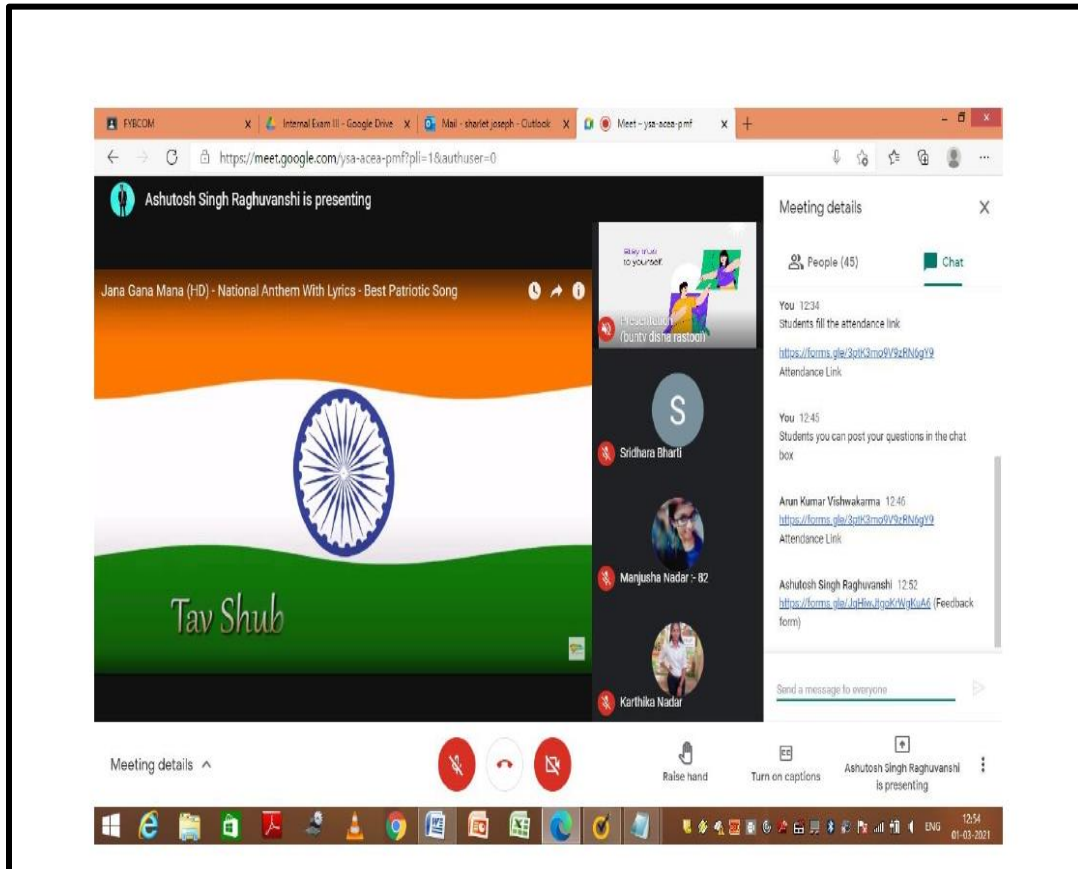 FYBCOM
Internal Exam III - Google Drive
Mail - sharlet joseph - Outlook
Meet - ysa-acea-pmf
https://meet.google.com/ysa-acea-pmf?pli=1&authuser=0
Ashutosh Singh Raghuvanshi is presenting
Jana Gana Mana (HD) - National Anthem With Lyrics - Best Patriotic Song
Tav Shub
Stay true
to yourself.
Presentation
(bunty disha rastogi)
S
Sridhara Bharti
Manjusha Nadar :- 82
Karthika Nadar
Meeting details
People (45)
Chat
You 12:34
Students fill the attendance link
https://forms.gle/3ptK3mo9V9zRN6gY9
Attendance Link
You 12:45
Students you can post your questions in the chat
box
Arun Kumar Vishwakarma 12:46
https://forms.gle/3ptK3mo9V9zRN6gY9
Attendance Link
Ashutosh Singh Raghuvanshi 12:52
(Feedback
form)
Send a message to everyone
Meeting details
Raise hand
CC
Turn on captions
Ashutosh Singh Raghuvanshi
is presenting
ENG
12:54
01-03-2021